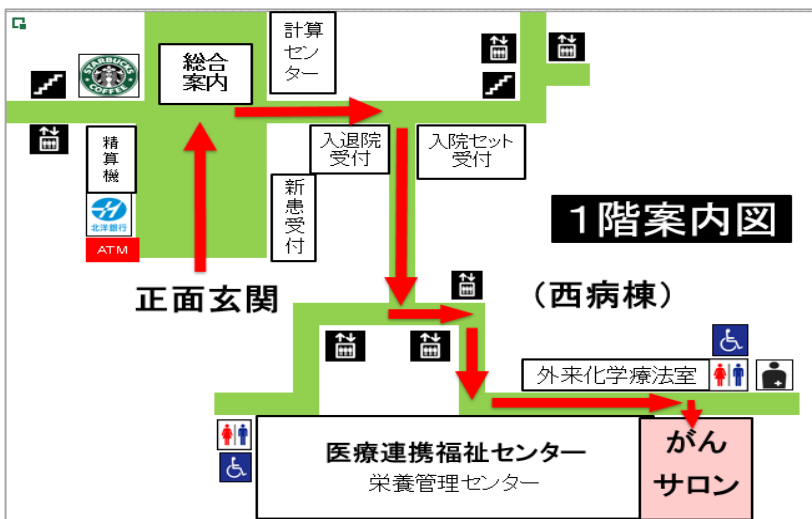 計算
センター
総合
案内
STARBUCKS
COFFEE
精
算
機
北洋銀行
ATM
入退院
受付
入院セット
受付
新
患
受
付
1階案内図
正面玄関
(西病棟)
外来化学療法室
医療連携福祉センター
栄養管理センター
がん
サロン